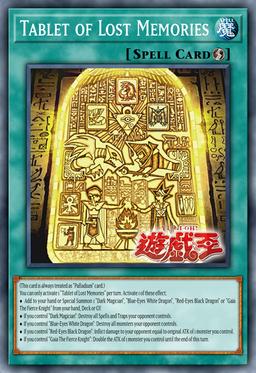 TABLET OF LOST MEMORIES
魔
[SPELL CARD]
遊戯王
(This card is always treated as "Palladium" card.)
You can only activate 1 "Tablet of Lost Memories" per turn. Activate 1 of these effect;
● Add to your hand or Special Summon 1 "Dark Magician", "Blue-Eyes White Dragon", "Red-Eyes Black Dragon" or "Gaia
The Fierce Knight" from your hand, Deck or GY
● If you control "Dark Magician": Destroy all Spells and Traps your opponent controls.
● If you control "Blue-Eyes White Dragon": Destroy all monsters your opponent controls.
● If you control "Red-Eyes Black Dragon": Inflict damage to your opponent equal to original ATK of 1 monster you control.
● If you control "Gaia The Fierce Knight": Double the ATK of 1 monster you control until the end of this turn.